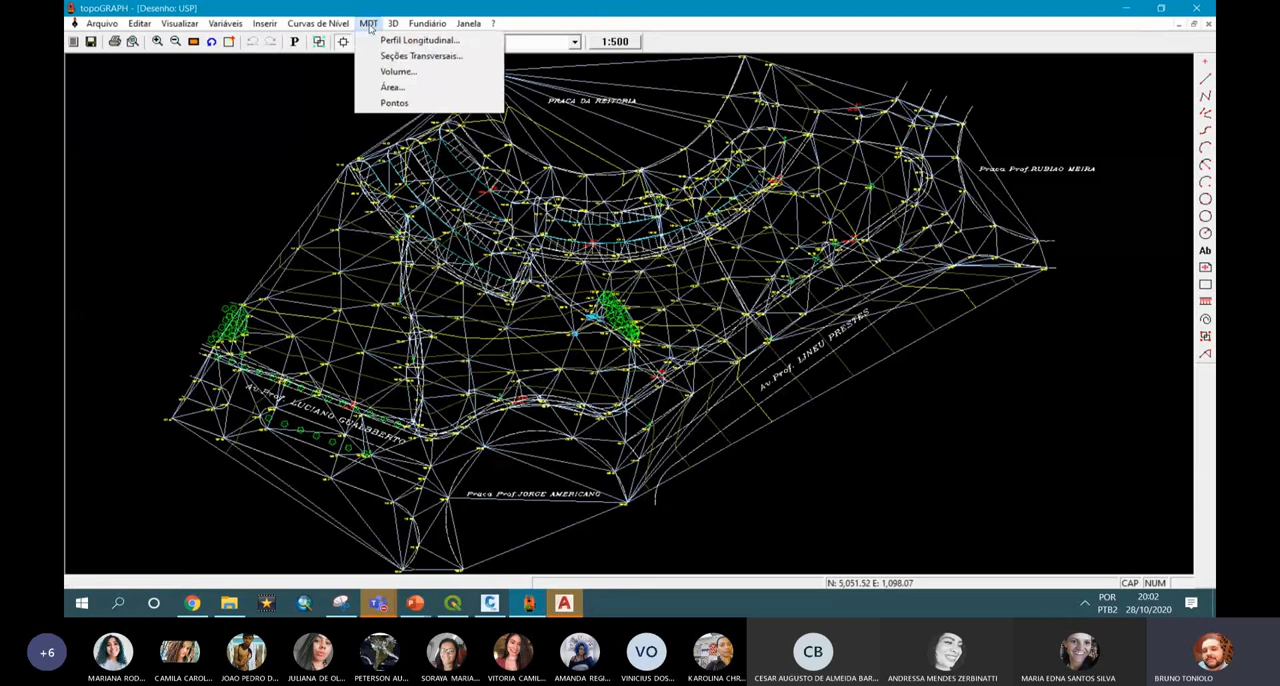 topoGRAPH - [Desenho: USP]
Arquivo Editar Visualizar Variáveis Inserir Curvas de Nível MDT 3D Fundiário Janela ?
P 1:500
Perfil Longitudinal...
Seções Transversais...
Volume...
Área...
Pontos
PRACA DA REITORIA
Praca Prof.RUBIAO MEIRA
Av.Prof. LINEU PRESTES
Av.Prof. LUCIANO GUALBERTO
Praca Prof.JORGE AMERICANO
Ab
N: 5,051.52 E: 1,098.07 CAP NUM
POR
PTB2
20:02
28/10/2020
+6 VO CB
MARIANA ROD... CAMILA CAROL... JOAO PEDRO D... JULIANA DE OL... PETERSON AU... SORAYA MARIA... VITORIA CAMIL... AMANDA REGI... VINICIUS DOS... KAROLINA CHR... CESAR AUGUSTO DE ALMEIDA BAR... ANDRESSA MENDES ZERBINATTI MARIA EDNA SANTOS SILVA BRUNO TONIOLO